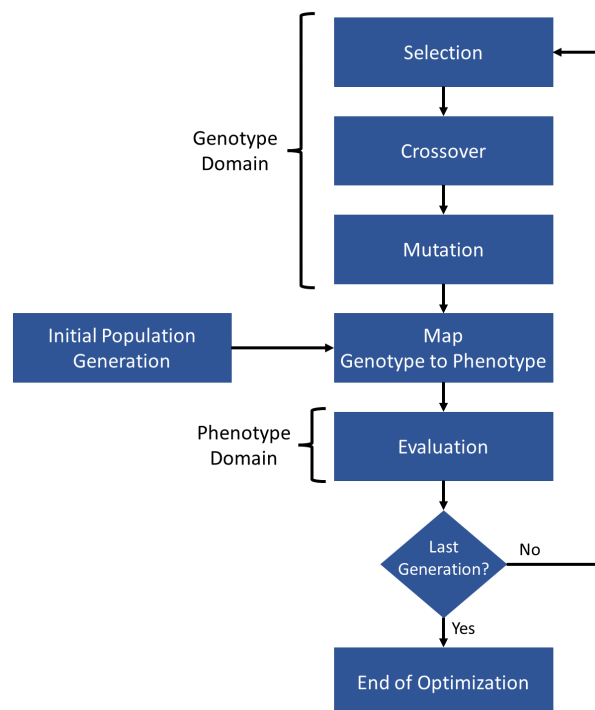 Selection
Genotype
Domain
Crossover
Mutation
Initial Population
Generation
Map
Genotype to Phenotype
Phenotype
Domain
Evaluation
Last
Generation?
No
Yes
End of Optimization